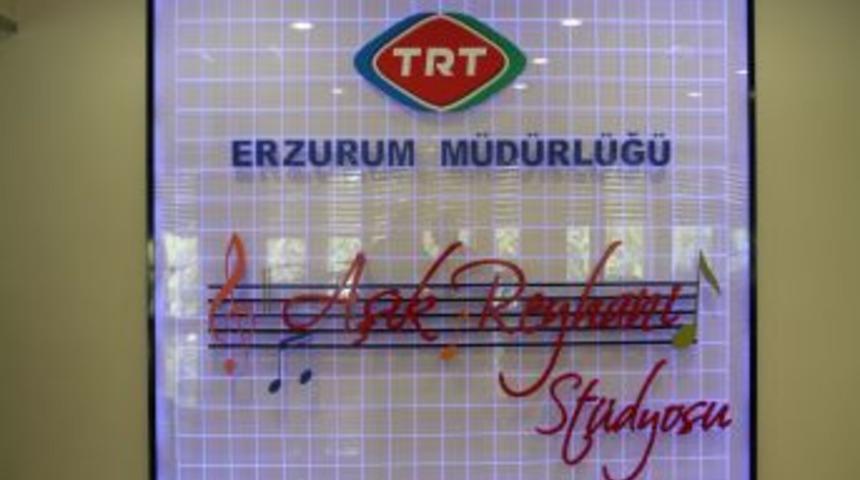 TRT
ERZURUM MÜDÜRLÜĞÜ
Aşık Reyhani
Stüdyosu